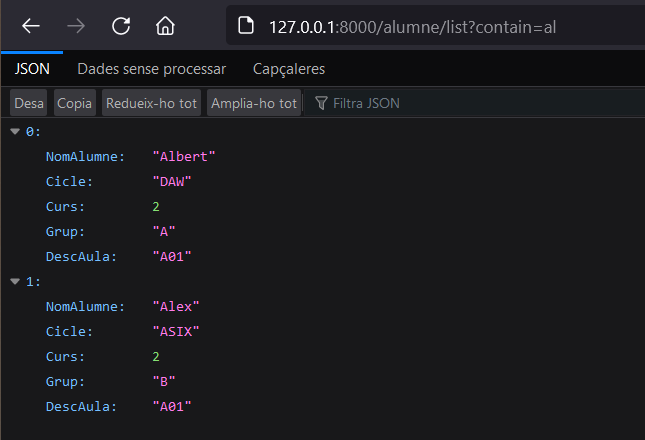 127.0.0.1:8000/alumne/list?contain=al
JSON Dades sense processar Capçaleres
Desa Copia Redueix-ho tot Amplia-ho tot Filtra JSON
0:
NomAlumne: "Albert"
Cicle: "DAW"
Curs: 2
Grup: "A"
DescAula: "A01"
1:
NomAlumne: "Alex"
Cicle: "ASIX"
Curs: 2
Grup: "B"
DescAula: "A01"